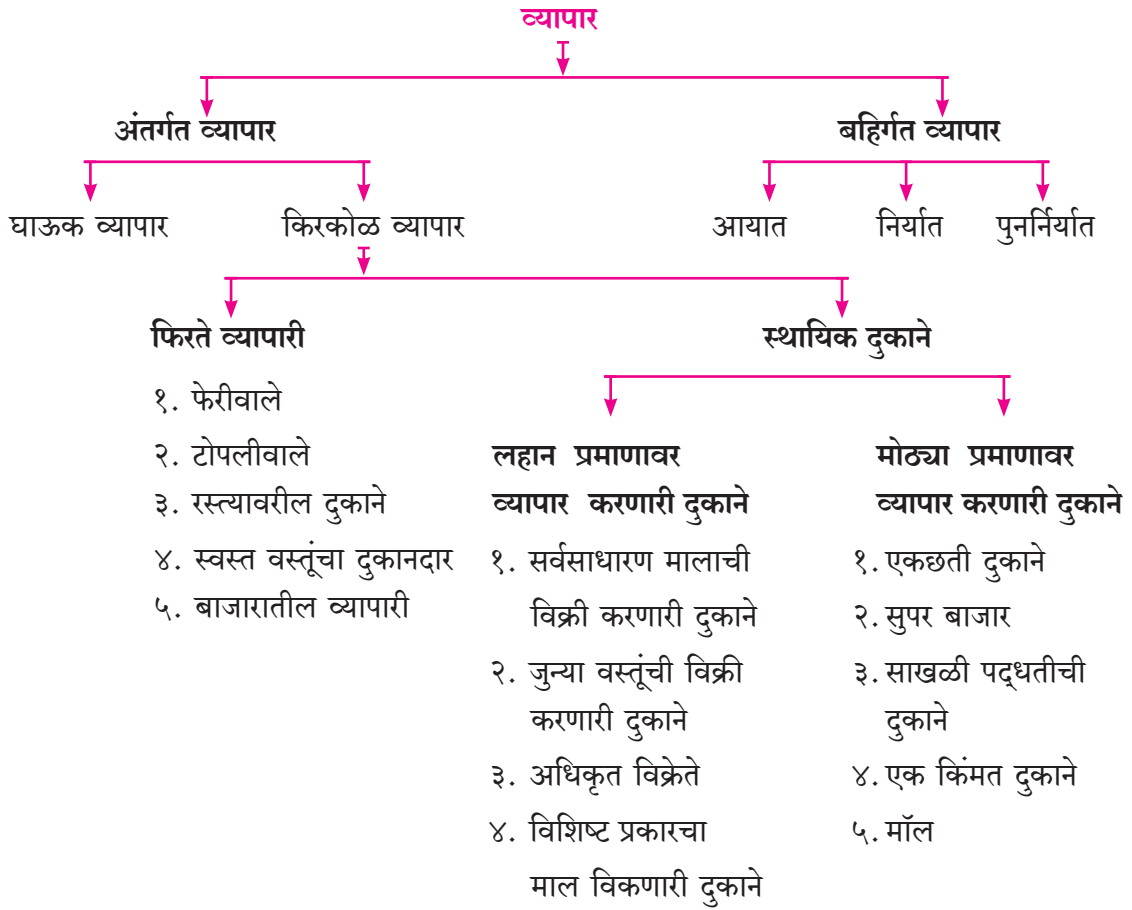 व्यापार
अंतर्गत व्यापार
बहिर्गत व्यापार
घाऊक व्यापार
किरकोळ व्यापार
आयात
निर्यात
पुनर्निर्यात
फिरते व्यापारी
१. फेरीवाले
२. टोपलीवाले
३. रस्त्यावरील दुकाने
४. स्वस्त वस्तूंचा दुकानदार
५. बाजारातील व्यापारी
स्थायिक दुकाने
लहान प्रमाणावर
व्यापार करणारी दुकाने
१. सर्वसाधारण मालाची
विक्री करणारी दुकाने
२. जुन्या वस्तूंची विक्री
करणारी दुकाने
३. अधिकृत विक्रेते
४. विशिष्ट प्रकारचा
माल विकणारी दुकाने
मोठ्या प्रमाणावर
व्यापार करणारी दुकाने
१. एकछती दुकाने
२. सुपर बाजार
३. साखळी पद्धतीची
दुकाने
४. एक किंमत दुकाने
५. मॉल